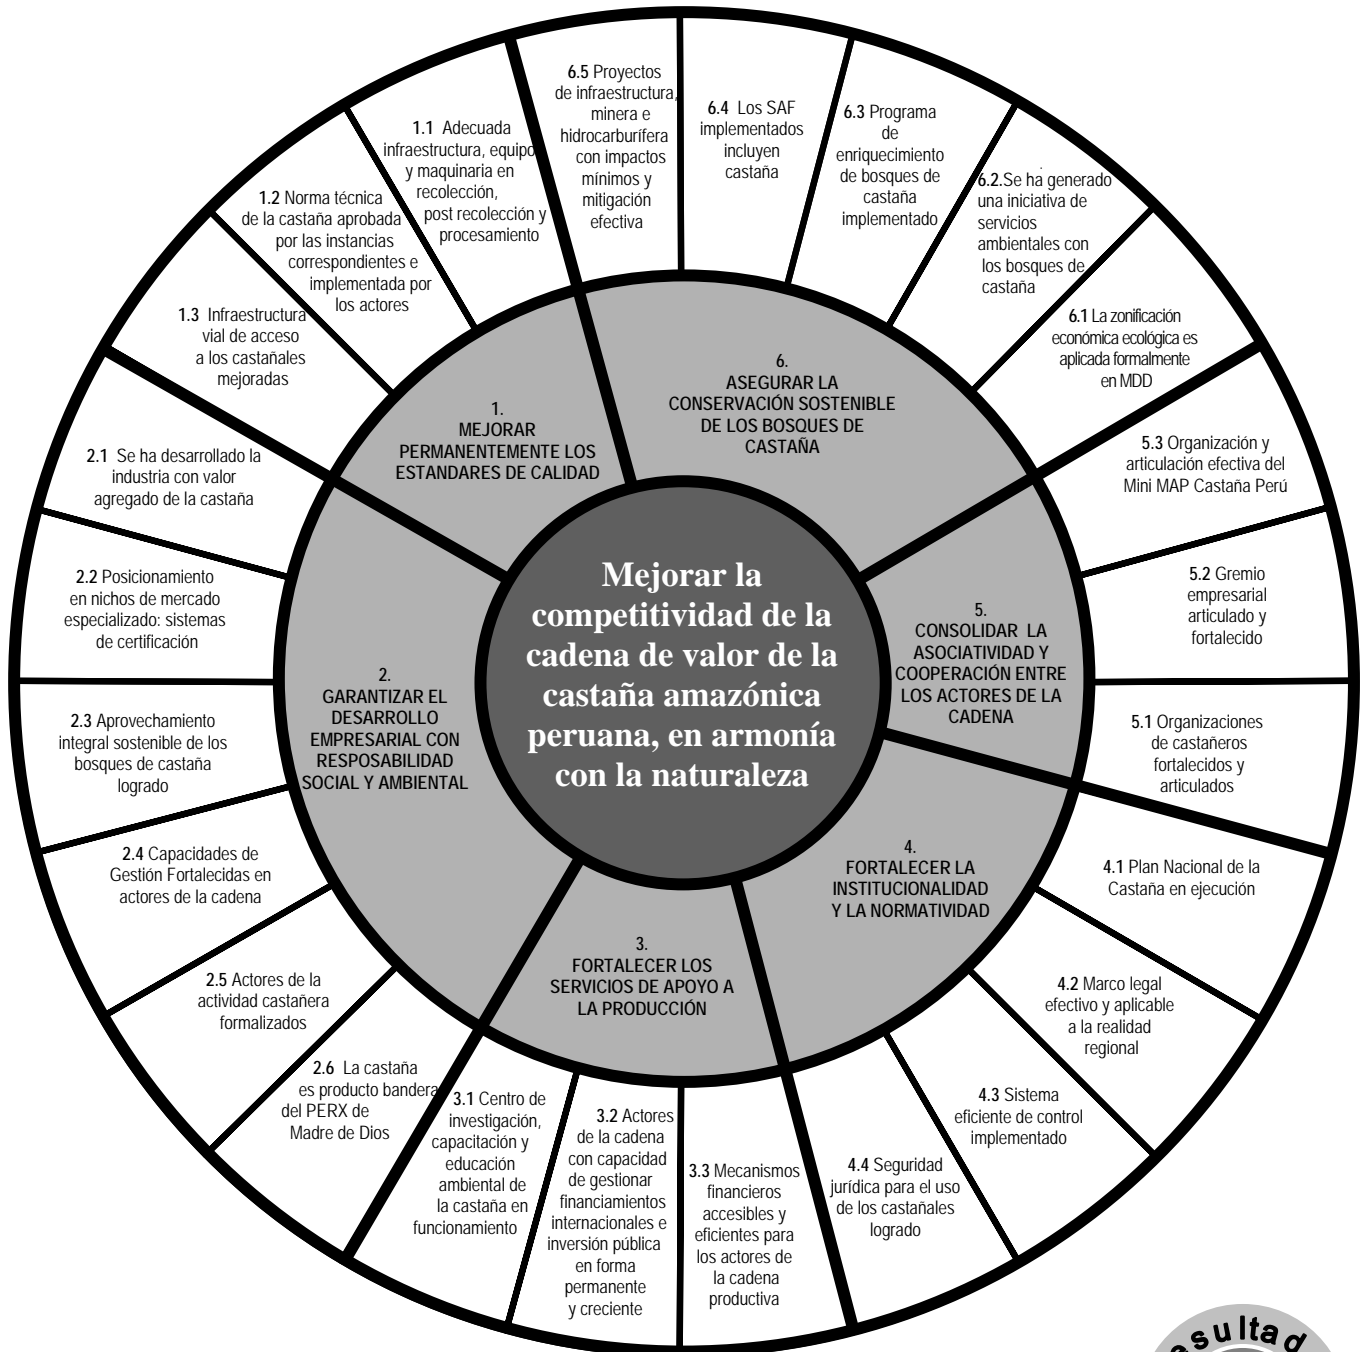 Mejorar la
competitividad de la
cadena de valor de la
castaña amazónica
peruana, en armonía
con la naturaleza
1.
MEJORAR
PERMANENTEMENTE LOS
ESTANDARES DE CALIDAD
1.1 Adecuada
infraestructura, equipo
y maquinaria en
recolección,
post recolección y
procesamiento
1.2 Norma técnica
de la castaña aprobada
por las instancias
correspondientes e
implementada por
los actores
1.3 Infraestructura
vial de acceso
a los castañales
mejoradas
2.
GARANTIZAR EL
DESARROLLO
EMPRESARIAL CON
RESPOSABILIDAD
SOCIAL Y AMBIENTAL
2.1 Se ha desarrollado la
industria con valor
agregado de la castaña
2.2 Posicionamiento
en nichos de mercado
especializado: sistemas
de certificación
2.3 Aprovechamiento
integral sostenible de los
bosques de castaña
logrado
2.4 Capacidades de
Gestión Fortalecidas en
actores de la cadena
2.5 Actores de la
actividad castañera
formalizados
2.6 La castaña
es producto bandera
del PERX de
Madre de Dios
3.
FORTALECER LOS
SERVICIOS DE APOYO A
LA PRODUCCIÓN
3.1 Centro de
investigación,
capacitación y
educación
ambiental de
la castaña en
funcionamiento
3.2 Actores
de la cadena
con capacidad
de gestionar
financiamientos
internacionales e
inversión pública
en forma
permanente
y creciente
3.3 Mecanismos
financieros
accesibles y
eficientes para
los actores de
la cadena
productiva
4.
FORTALECER LA
INSTITUCIONALIDAD
Y LA NORMATIVIDAD
4.1 Plan Nacional de la
Castaña en ejecución
4.2 Marco legal
efectivo y aplicable
a la realidad
regional
4.3 Sistema
eficiente de control
implementado
4.4 Seguridad
jurídica para el uso
de los castañales
logrado
5.
CONSOLIDAR LA
ASOCIATIVIDAD Y
COOPERACIÓN ENTRE
LOS ACTORES DE LA
CADENA
5.1 Organizaciones
de castañeros
fortalecidos y
articulados
5.2 Gremio
empresarial
articulado y
fortalecido
5.3 Organización y
articulación efectiva del
Mini MAP Castaña Perú
6.
ASEGURAR LA
CONSERVACIÓN SOSTENIBLE
DE LOS BOSQUES DE
CASTAÑA
6.1 La zonificación
económica ecológica es
aplicada formalmente
en MDD
6.2.Se ha generado
una iniciativa de
servicios
ambientales con
los bosques de
castaña
6.3 Programa
de
enriquecimiento
de bosques de
castaña
implementado
6.4 Los SAF
implementados
incluyen
castaña
6.5 Proyectos
de infraestructura,
minera e
hidrocarburífera
con impactos
mínimos y
mitigación
efectiva